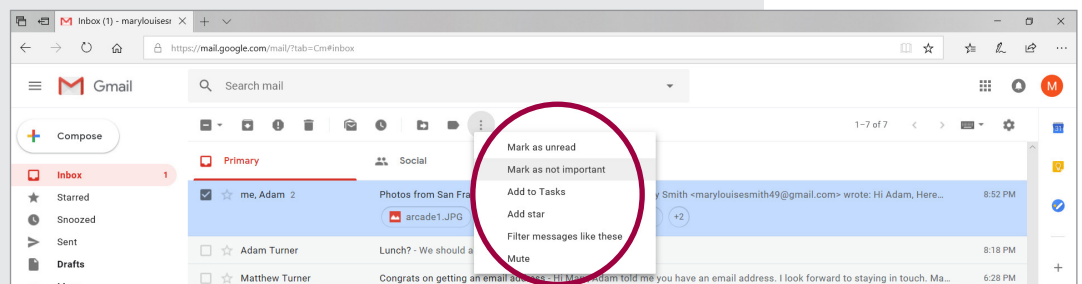 Inbox (1) - marylouisesr
https://mail.google.com/mail/?tab=Cm#inbox
Gmail
Search mail
M
Compose
1–7 of 7
31
Mark as unread
Mark as not important
Add to Tasks
Add star
Filter messages like these
Mute
Primary
Social
Inbox 1
Starred
Snoozed
Sent
Drafts
me, Adam 2 Photos from San Fra y Smith <marylouisesmith49@gmail.com> wrote: Hi Adam, Here... 8:52 PM
arcade1.JPG +2
Adam Turner Lunch? - We should a 8:18 PM
Matthew Turner Congrats on getting an email address - Hi Mary, Adam told me you have an email address. I look forward to staying in touch. Ma... 6:28 PM